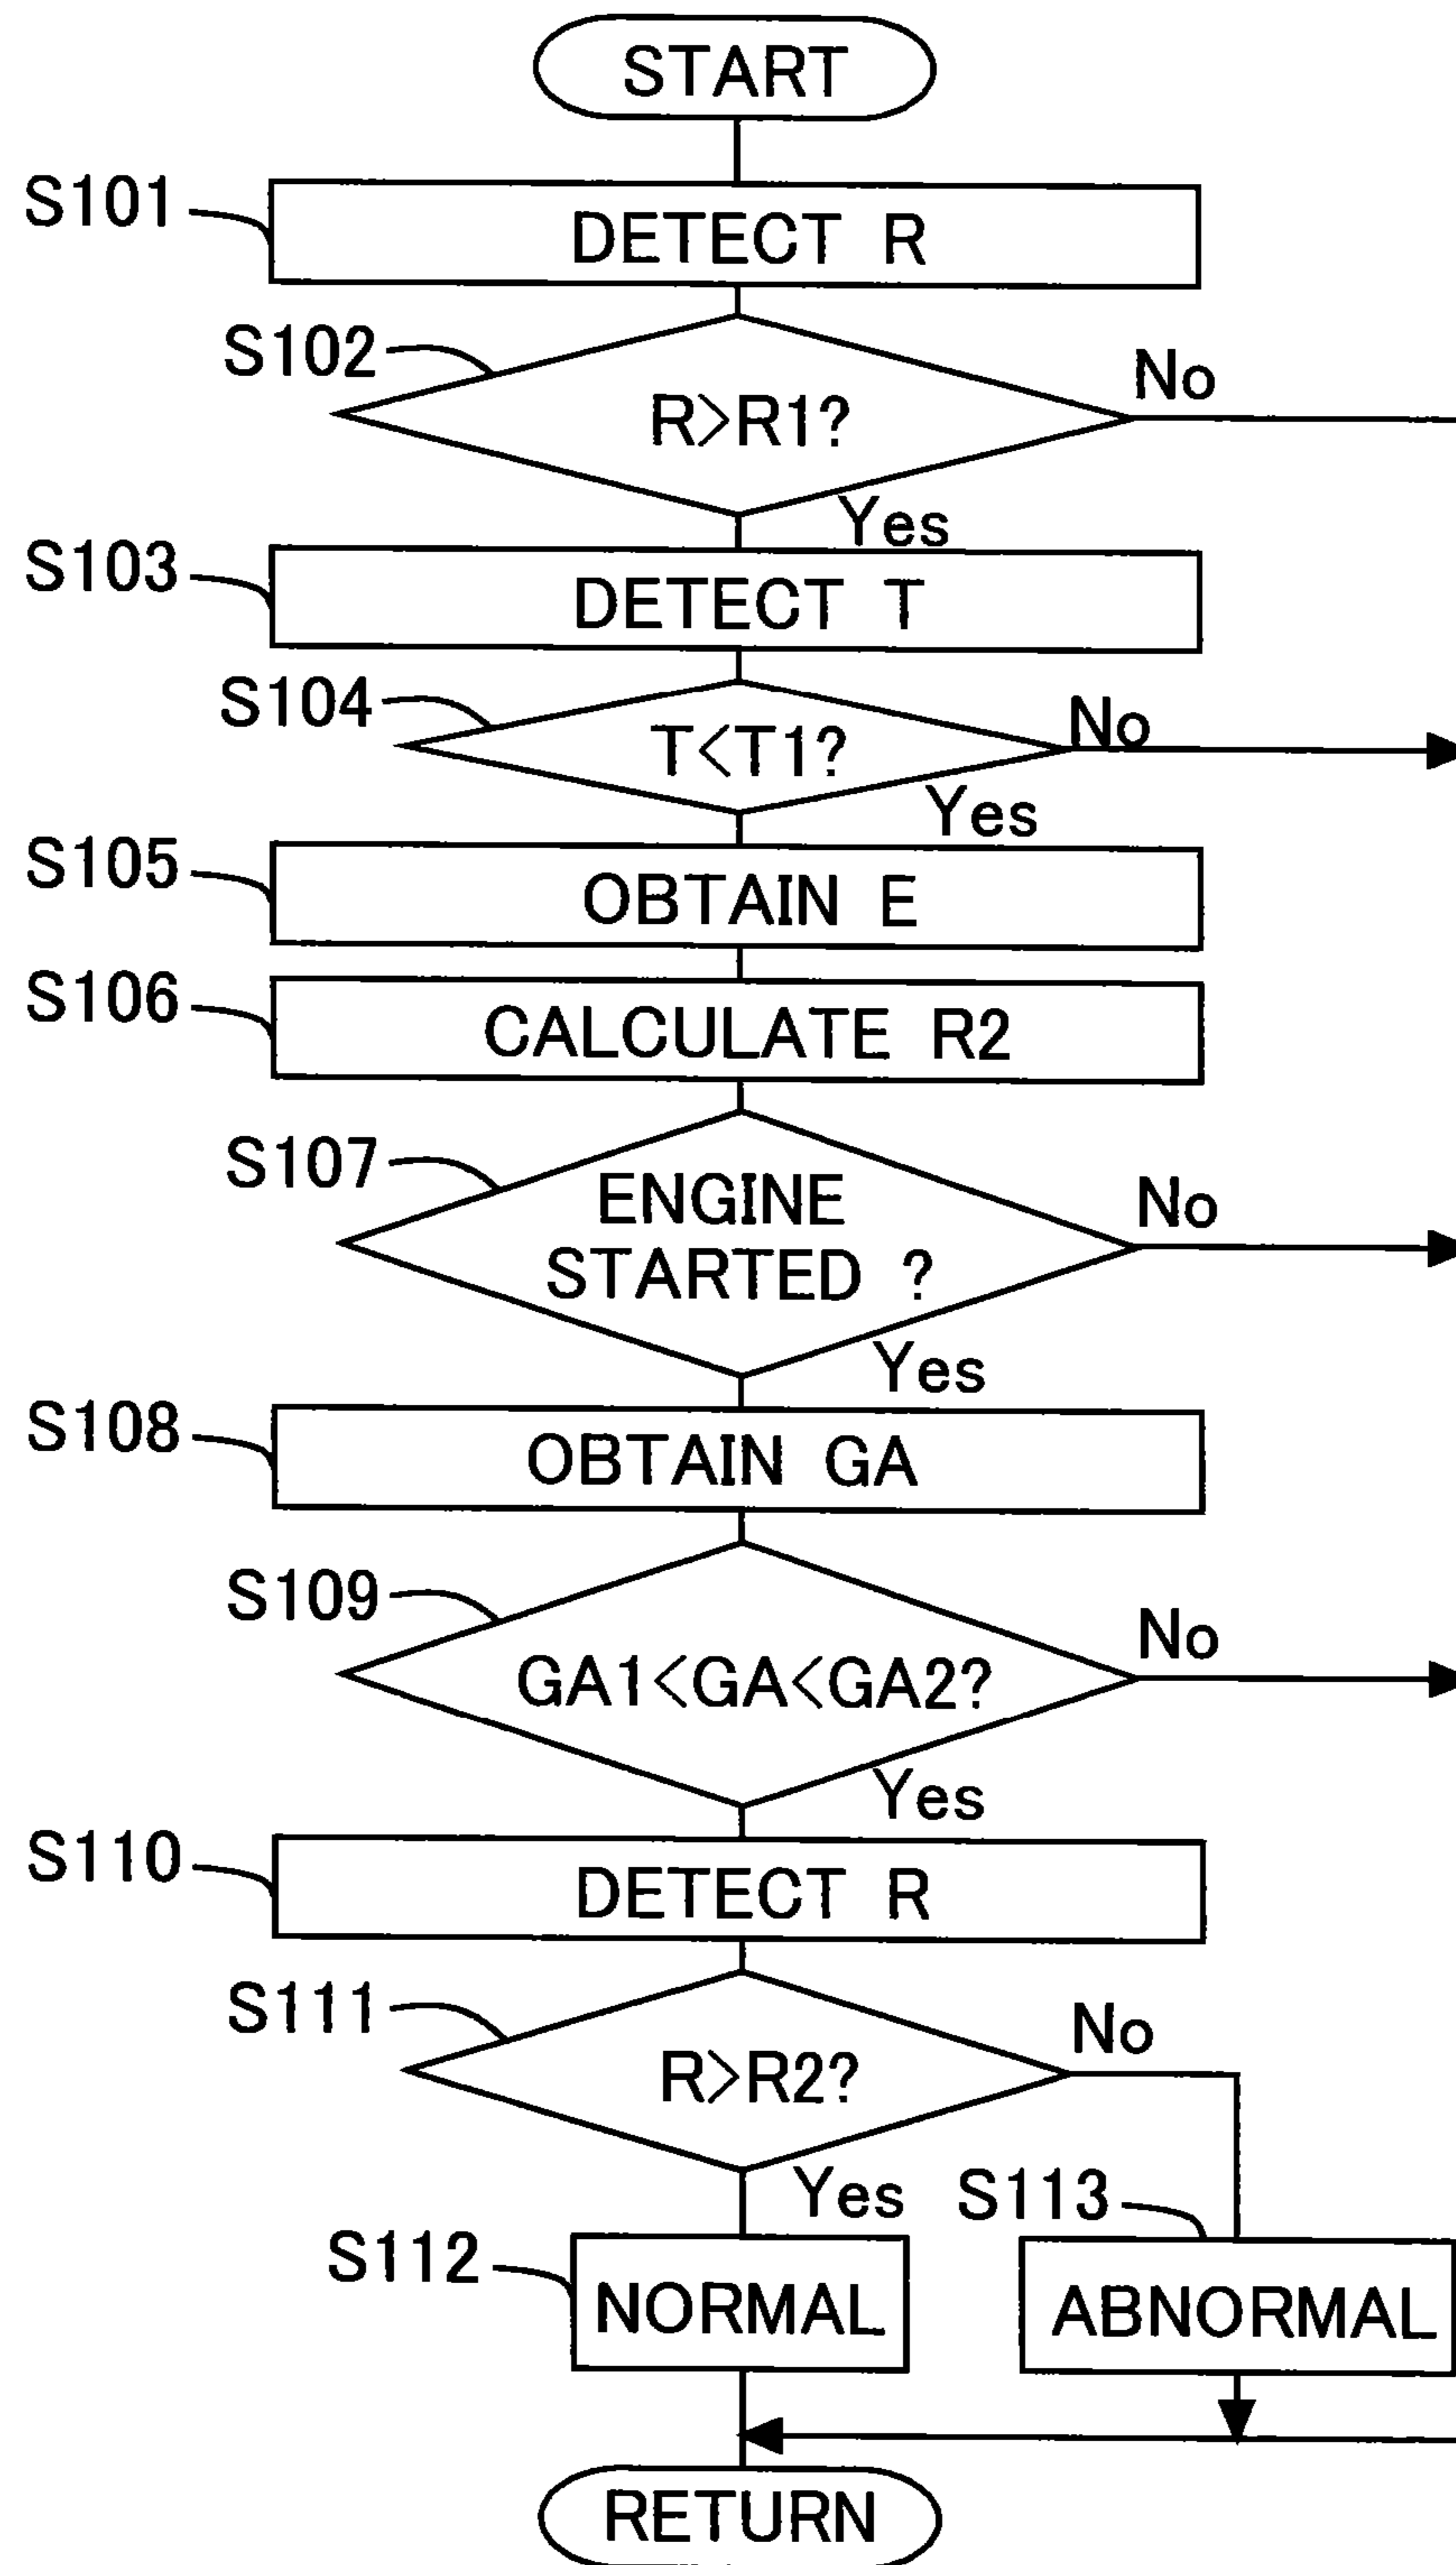 START
S101
DETECT R
S102
R>R1?
No
Yes
S103
DETECT T
S104
T<T1?
No
Yes
S105
OBTAIN E
S106
CALCULATE R2
S107
ENGINE
STARTED ?
No
Yes
S108
OBTAIN GA
S109
GA1<GA<GA2?
No
Yes
S110
DETECT R
S111
R>R2?
No
Yes
S113
S112
NORMAL
ABNORMAL
RETURN